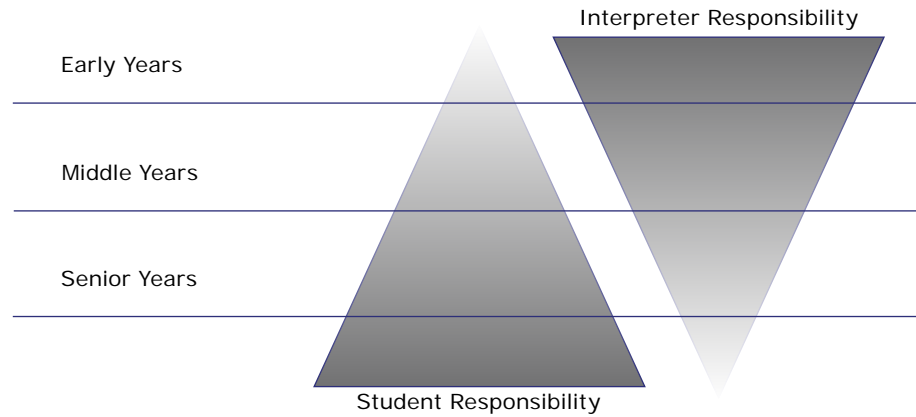 Interpreter Responsibility
Early Years
Middle Years
Senior Years
Student Responsibility